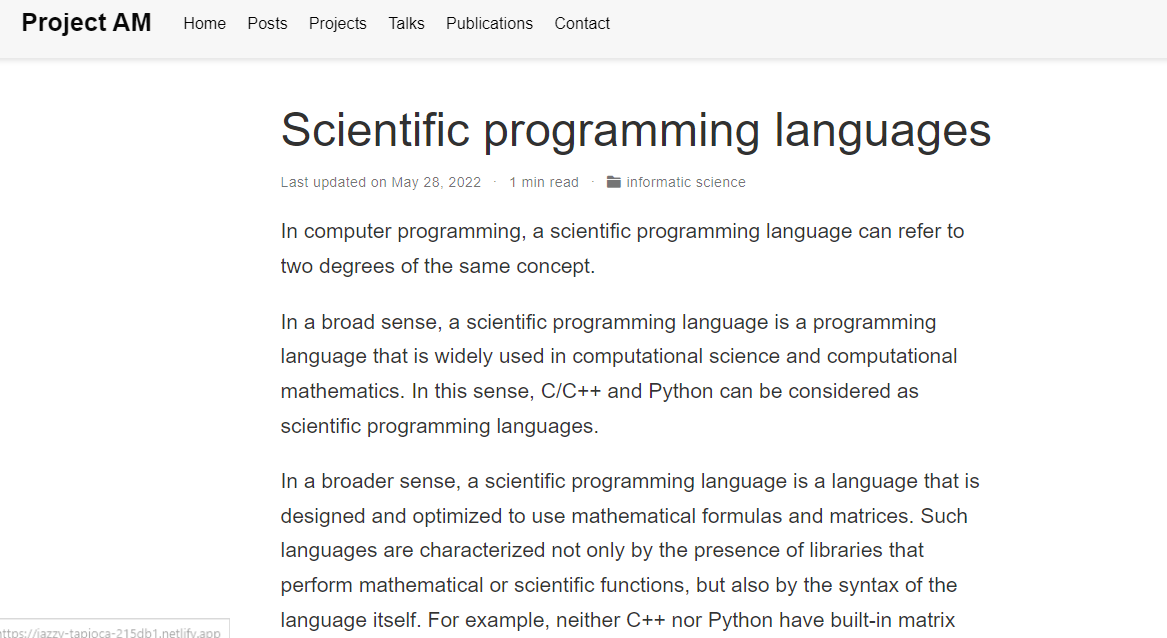 Project AM Home Posts Projects Talks Publications Contact
Scientific programming languages
Last updated on May 28, 2022 · 1 min read · informatic science
In computer programming, a scientific programming language can refer to
two degrees of the same concept.
In a broad sense, a scientific programming language is a programming
language that is widely used in computational science and computational
mathematics. In this sense, C/C++ and Python can be considered as
scientific programming languages.
In a broader sense, a scientific programming language is a language that is
designed and optimized to use mathematical formulas and matrices. Such
languages are characterized not only by the presence of libraries that
perform mathematical or scientific functions, but also by the syntax of the
language itself. For example, neither C++ nor Python have built-in matrix
https://jazzy-tapioca-215db1.netlify.app